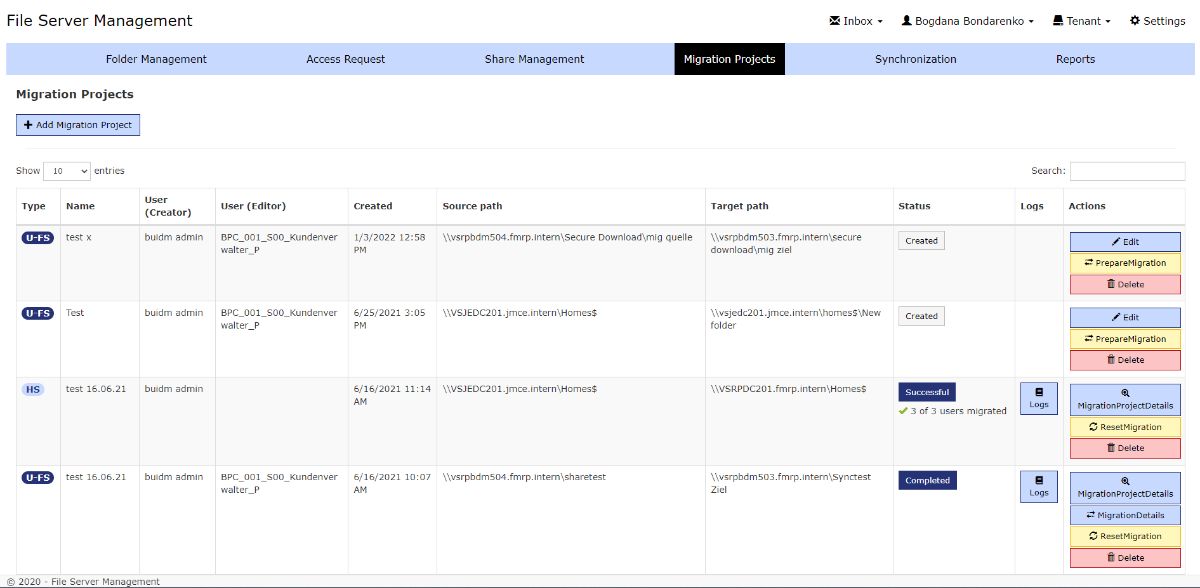 File Server Management
Inbox
Bogdana Bondarenko
Tenant
Settings
Folder Management
Access Request
Share Management
Migration Projects
Synchronization
Reports
Migration Projects
Add Migration Project
Show 10 entries
Search:
Type
Name
User
(Creator)
User (Editor)
Created
Source path
Target path
Status
Logs
Actions
U-FS
test x
buidm admin
BPC_001_S00_Kundenver
walter_P
1/3/2022 12:58
PM
\\vsrpbdm504.fmrp.intern\Secure Download\mig quelle
\\vsrpbdm503.fmrp.intern\secure
download\mig ziel
Created
Edit
PrepareMigration
Delete
U-FS
Test
buidm admin
BPC_001_S00_Kundenver
walter_P
6/25/2021 3:05
PM
\\VSJEDC201.jmce.intern\Homes$
\\vsjedc201.jmce.intern\homes$\New
folder
Created
Edit
PrepareMigration
Delete
HS
test 16.06.21
buidm admin
6/16/2021 11:14
AM
\\VSJEDC201.jmce.intern\Homes$
\\VSRPDC201.fmrp.intern\Homes$
Successful
3 of 3 users migrated
Logs
MigrationProjectDetails
ResetMigration
Delete
U-FS
test 16.06.21
buidm admin
BPC_001_S00_Kundenver
walter_P
6/16/2021 10:07
AM
\\vsrpbdm504.fmrp.intern\sharetest
\\vsrpbdm503.fmrp.intern\Synctest
Ziel
Completed
Logs
MigrationProjectDetails
MigrationDetails
ResetMigration
Delete
© 2020 - File Server Management